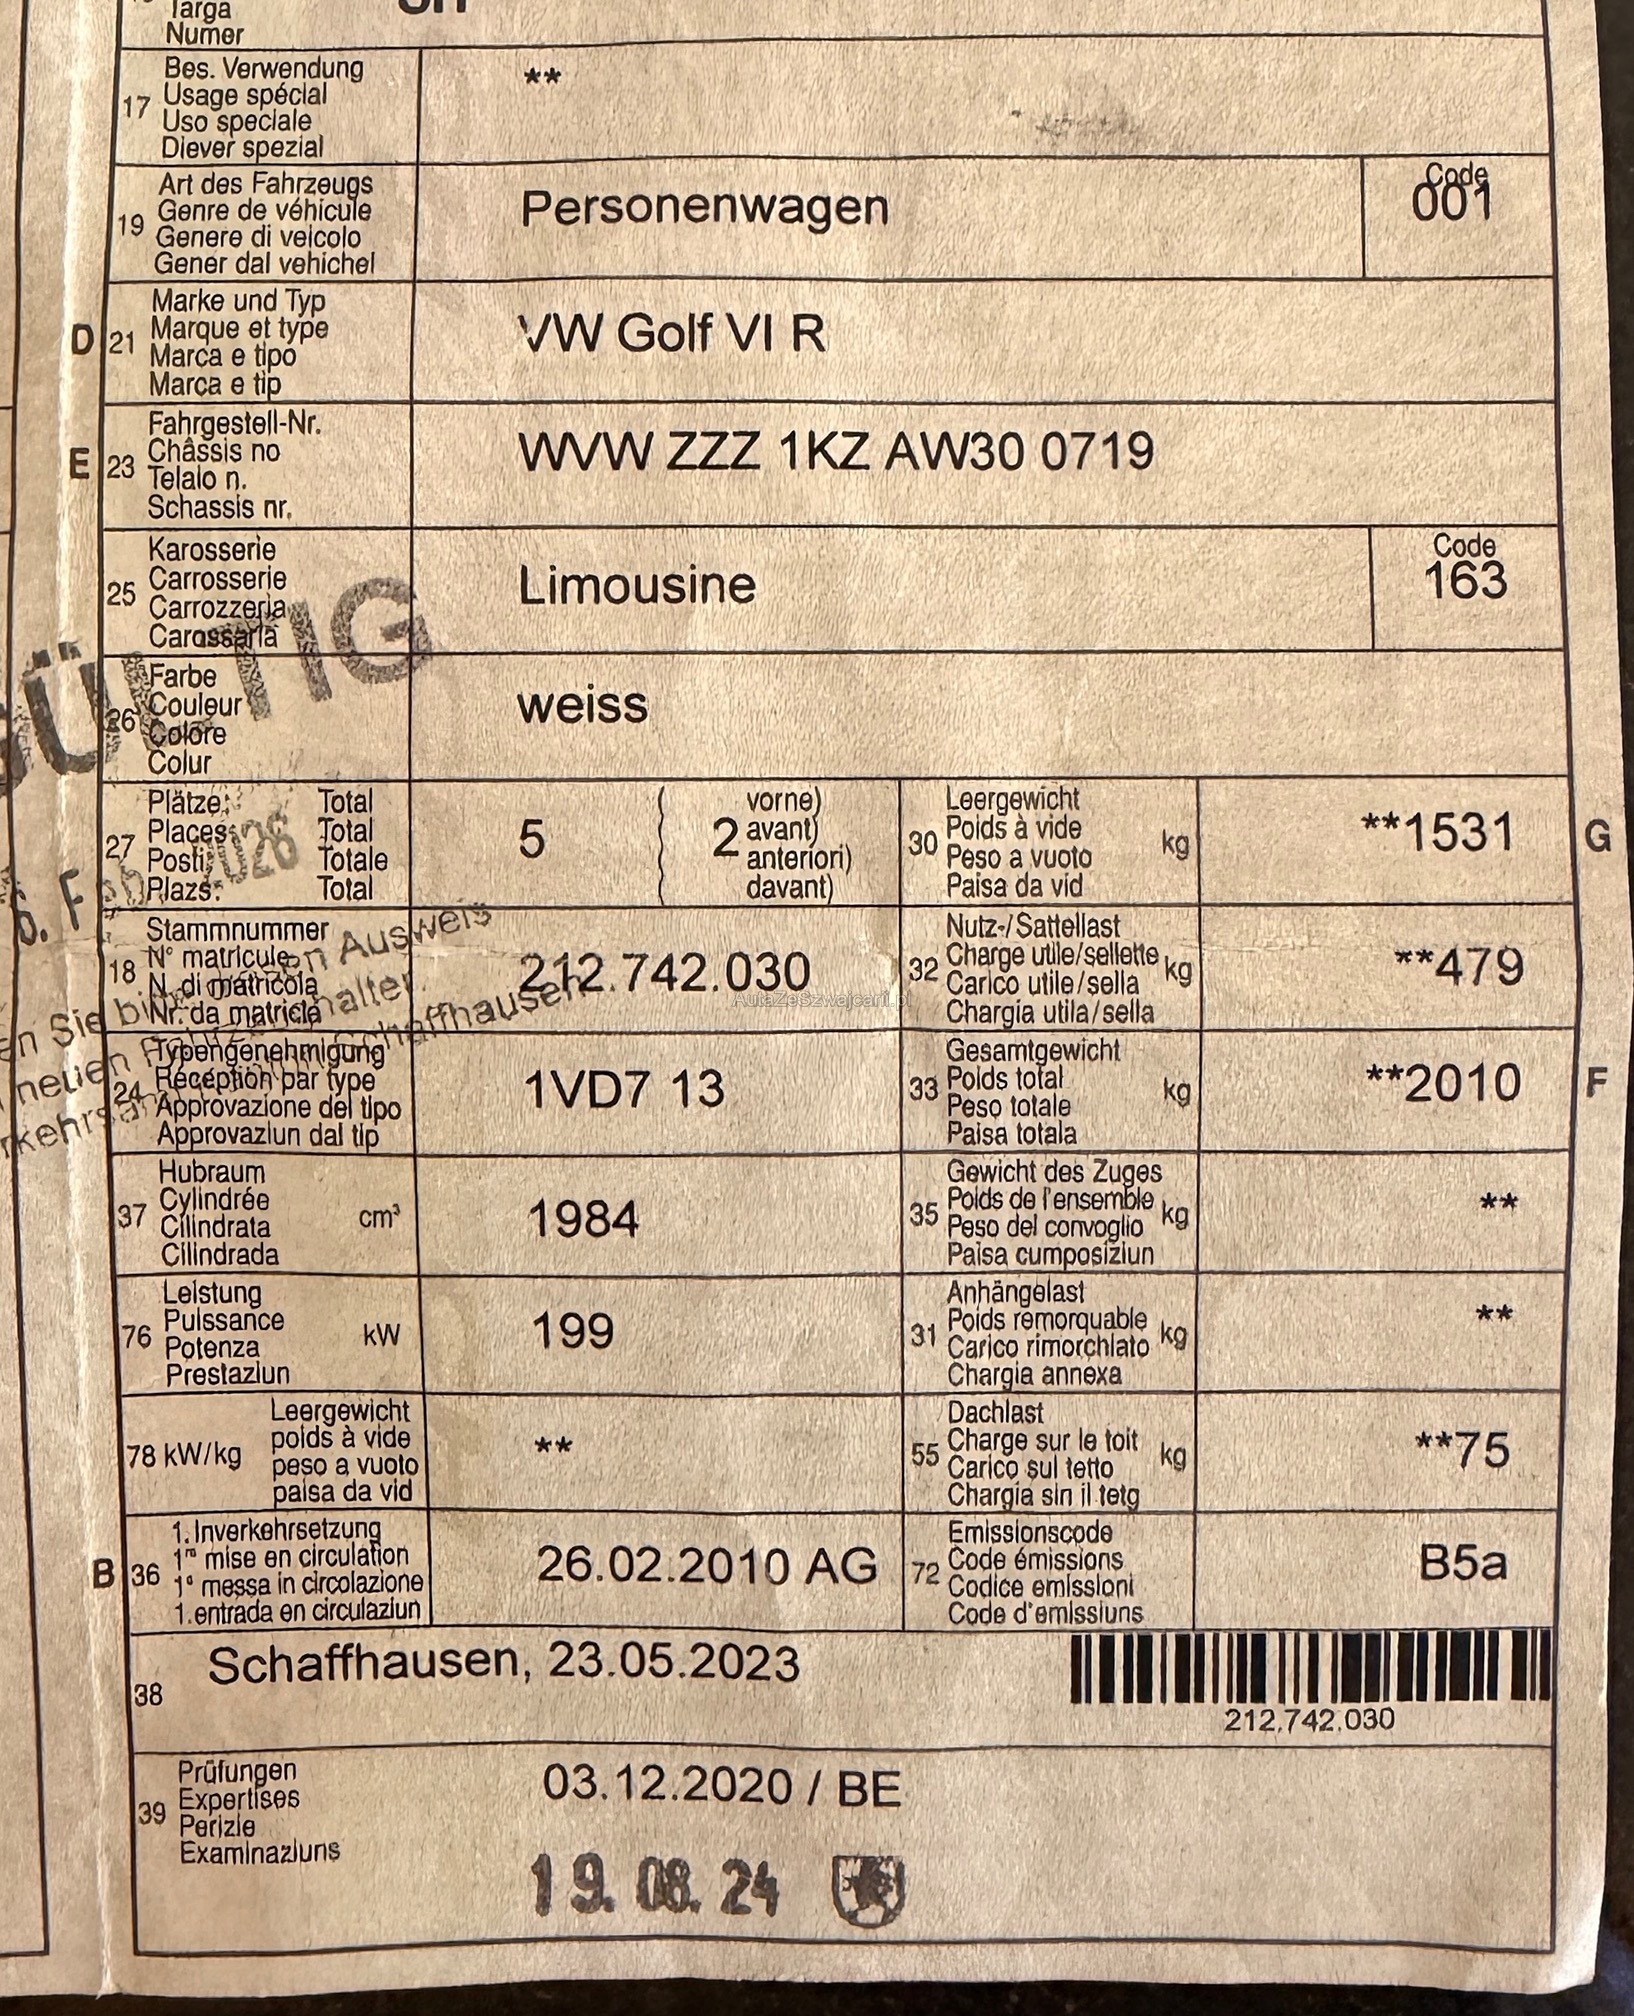 Targa
Numer
17 Bes. Verwendung
Usage spécial
Uso speciale
Diever spezial
**
19 Art des Fahrzeugs
Genre de véhicule
Genere di veicolo
Gener dal vehichel
Personenwagen
Code
001
D 21 Marke und Typ
Marque et type
Marca e tipo
Marca e tip
VW Golf VI R
E 23 Fahrgestell-Nr.
Châssis no
Telaio n.
Schassis nr.
WVW ZZZ 1KZ AW30 0719
25 Karosserie
Carrosserie
Carrozzeria
Carossaria
Limousine
Code
163
26 Farbe
Couleur
Colore
Colur
weiss
27 Plätze: Total
Places: Total
Posti: Totale
Plazs: Total
5
2
vorne)
avant)
anteriori)
davant)
30 Leergewicht
Poids à vide
Peso a vuoto
Paisa da vid
kg
**1531
G
18 Stammnummer
N° matricule
N. di matricola
Nr. da matricla
212.742.030
32 Nutz-/Sattellast
Charge utile/sellette
Carico utile/sella
Chargia utila/sella
kg
**479
AutaZeSzwajcarii.pl
24 Typengenehmigung
Réception par type
Approvazione del tipo
Approvaziun dal tip
1VD7 13
33 Gesamtgewicht
Poids total
Peso totale
Paisa totala
kg
**2010
F
37 Hubraum
Cylindrée
Cilindrata
Cilindrada
cm³
1984
35 Gewicht des Zuges
Poids de l'ensemble
Peso del convoglio
Paisa cumposiziun
kg
**
76 Leistung
Puissance
Potenza
Prestaziun
kW
199
31 Anhängelast
Poids remorquable
Carico rimorchiato
Chargia annexa
kg
**
78 kW/kg
Leergewicht
poids à vide
peso a vuoto
paisa da vid
**
55 Dachlast
Charge sur le toit
Carico sul tetto
Chargia sin il tetg
kg
**75
B 36 1. Inverkehrsetzung
1re mise en circulation
1a messa in circolazione
1. entrada en circulaziun
26.02.2010 AG
72 Emissionscode
Code émissions
Codice emissioni
Code d'emissiuns
B5a
38 Schaffhausen, 23.05.2023
212.742.030
39 Prüfungen
Expertises
Perizie
Examinaziuns
03.12.2020 / BE
19. 08. 24